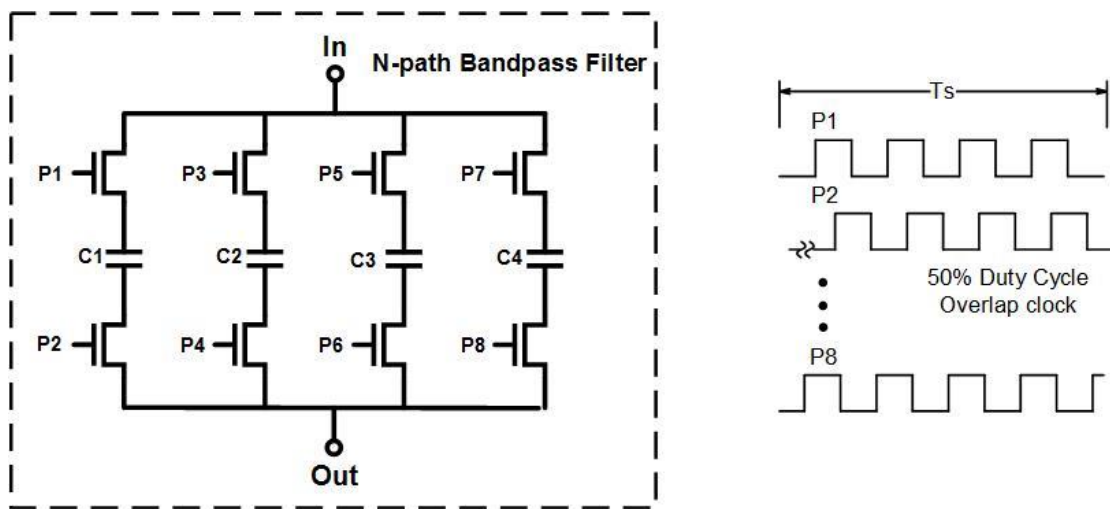 In
N-path Bandpass Filter
P1
P3
P5
P7
C1
C2
C3
C4
P2
P4
P6
P8
Out
Ts
P1
P2
50% Duty Cycle
Overlap clock
P8